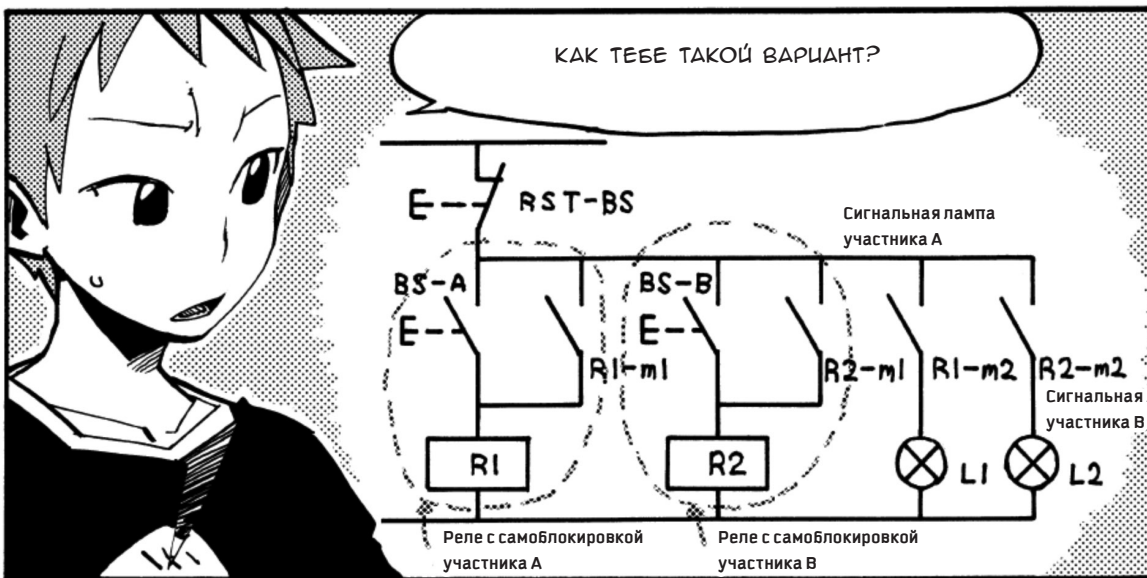 КАК ТЕБЕ ТАКОЙ ВАРИАНТ?
RST-BS
Сигнальная лампа
участника А
BS-A
BS-B
R1-m1
R2-m1
R1-m2
R2-m2
Сигнальная
участника В
R1
R2
L1
L2
Реле с самоблокировкой
участника А
Реле с самоблокировкой
участника В